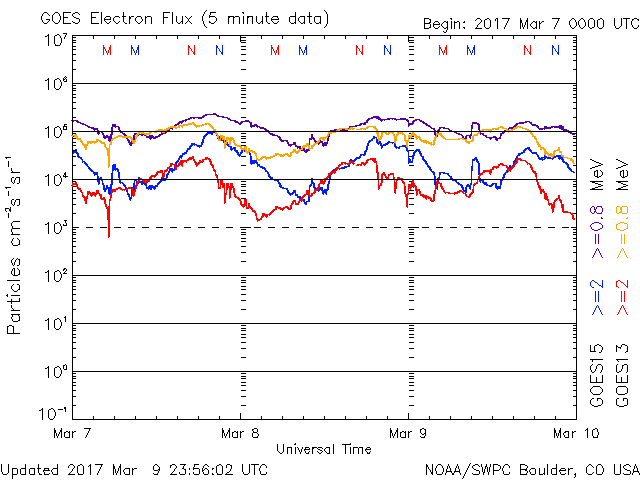 GOES Electron Flux (5 minute data)
Begin: 2017 Mar 7 0000 UTC
M M N N M M N N M M N N
10⁷
10⁶
10⁵
10⁴
10³
10²
10¹
10⁰
10⁻¹
Particles cm⁻²s⁻¹sr⁻¹
Mar 7 Mar 8 Mar 9 Mar 10
Universal Time
GOES15 >=2 >=0.8 MeV
GOES13 >=2 >=0.8 MeV
Updated 2017 Mar 9 23:56:02 UTC
NOAA/SWPC Boulder, CO USA